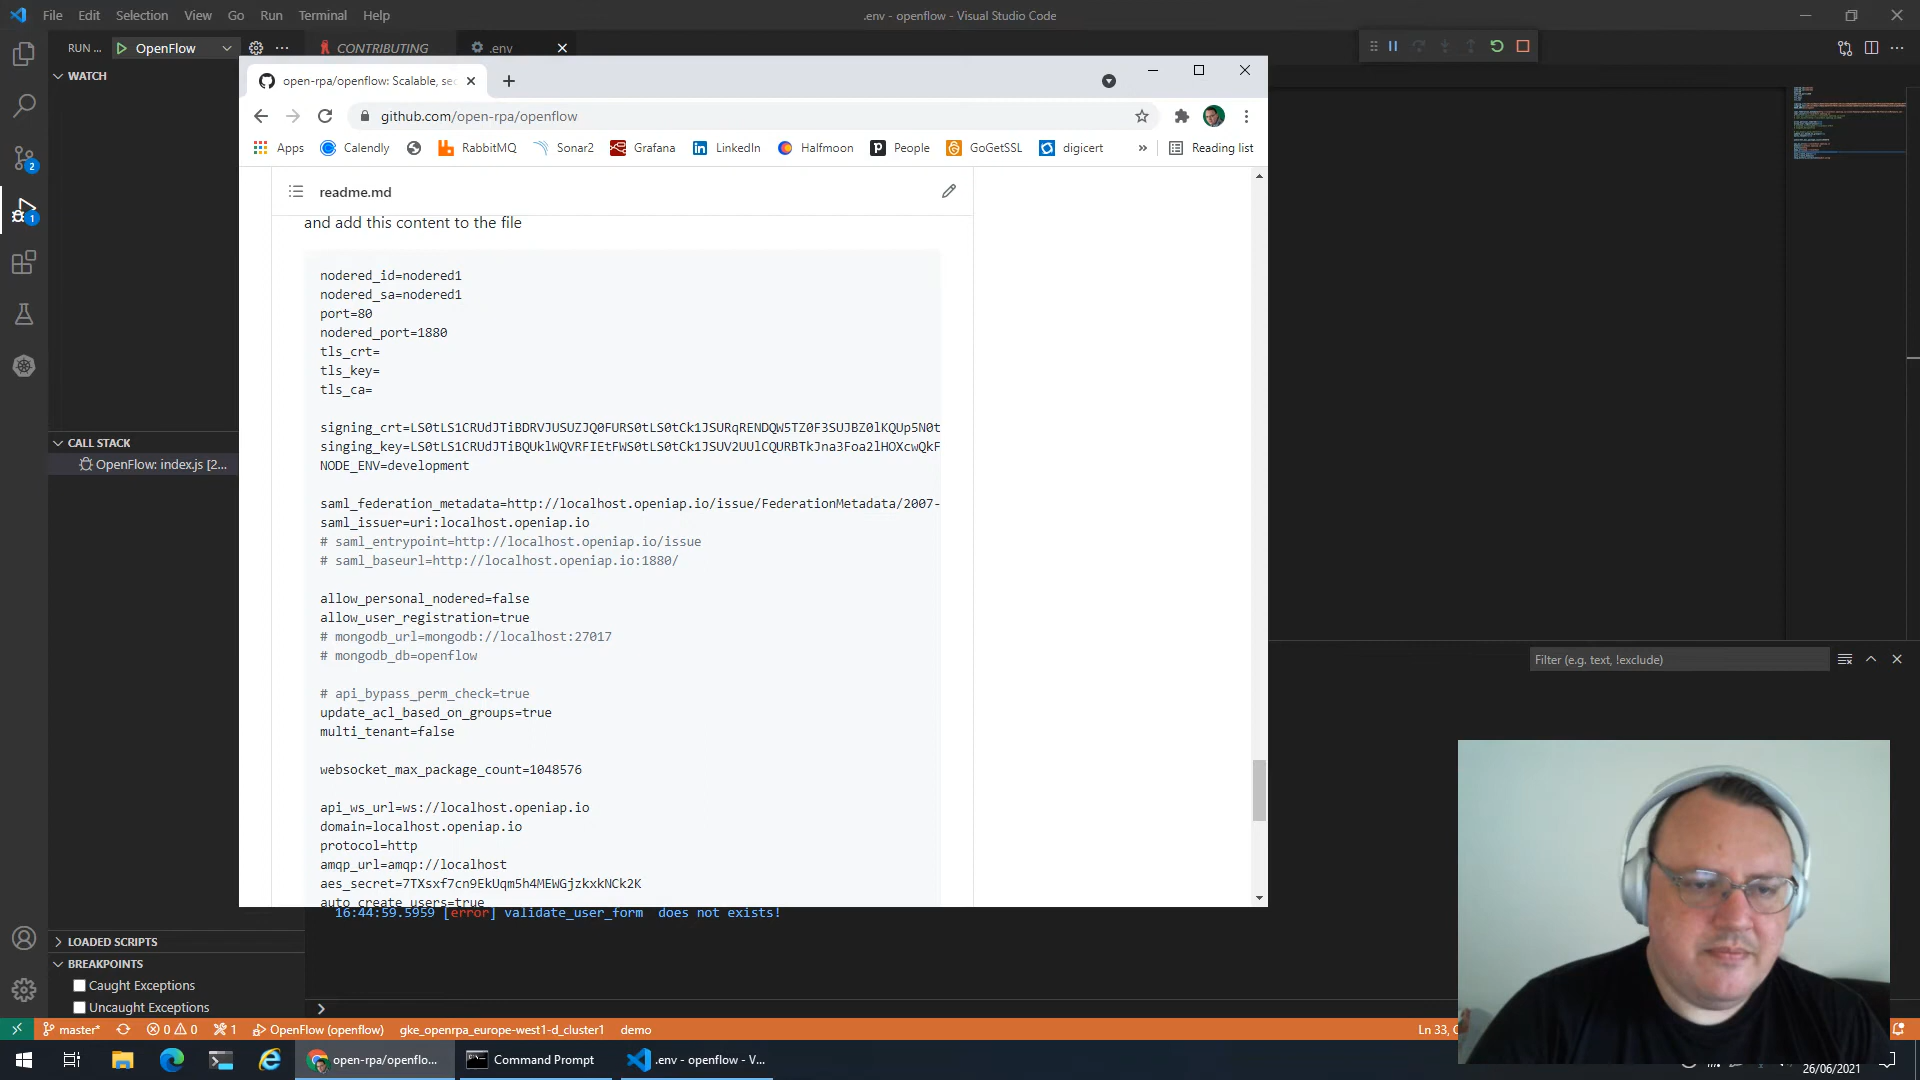 File Edit Selection View Go Run Terminal Help
.env - openflow - Visual Studio Code
RUN ... OpenFlow
CONTRIBUTING
.env
WATCH
open-rpa/openflow: Scalable, sec
github.com/open-rpa/openflow
Apps Calendly RabbitMQ Sonar2 Grafana LinkedIn Halfmoon People GoGetSSL digicert » Reading list
readme.md
and add this content to the file
nodered_id=nodered1
nodered_sa=nodered1
port=80
nodered_port=1880
tls_crt=
tls_key=
tls_ca=
signing_crt=LS0tLS1CRUdJTiBDRVJUSUZJQ0FURS0tLS0tCk1JSURqRENDQW5TZ0F3SUJBZ0lKQUp5N0t
singing_key=LS0tLS1CRUdJTiBQUklWQVRFIEtFWS0tLS0tCk1JSUV2UUlCQURBTkJna3Foa2lHOXcwQkF
NODE_ENV=development
saml_federation_metadata=http://localhost.openiap.io/issue/FederationMetadata/2007-
saml_issuer=uri:localhost.openiap.io
# saml_entrypoint=http://localhost.openiap.io/issue
# saml_baseurl=http://localhost.openiap.io:1880/
allow_personal_nodered=false
allow_user_registration=true
# mongodb_url=mongodb://localhost:27017
# mongodb_db=openflow
# api_bypass_perm_check=true
update_acl_based_on_groups=true
multi_tenant=false
websocket_max_package_count=1048576
api_ws_url=ws://localhost.openiap.io
domain=localhost.openiap.io
protocol=http
amqp_url=amqp://localhost
aes_secret=7TXsxf7cn9EkUqm5h4MEWGjzkxkNCk2K
auto_create_users=true
16:44:59.5959 [error] validate_user_form does not exists!
CALL STACK
OpenFlow: index.js [2...
Filter (e.g. text, !exclude)
2
1
LOADED SCRIPTS
BREAKPOINTS
Caught Exceptions
Uncaught Exceptions
master* 0 0 1 OpenFlow (openflow) gke_openrpa_europe-west1-d_cluster1 demo
Ln 33,
open-rpa/openflo... Command Prompt .env - openflow - V...
26/06/2021